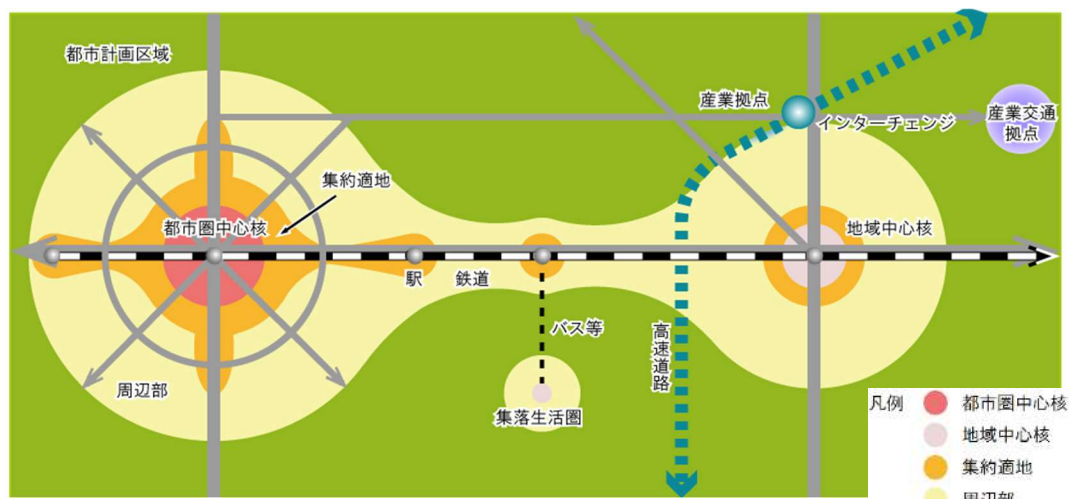 都市計画区域
産業拠点
インターチェンジ
産業交通
拠点
集約適地
都市圏中心核
地域中心核
駅
鉄道
バス等
高速道路
周辺部
集落生活圏
凡例
都市圏中心核
地域中心核
集約適地
周辺部